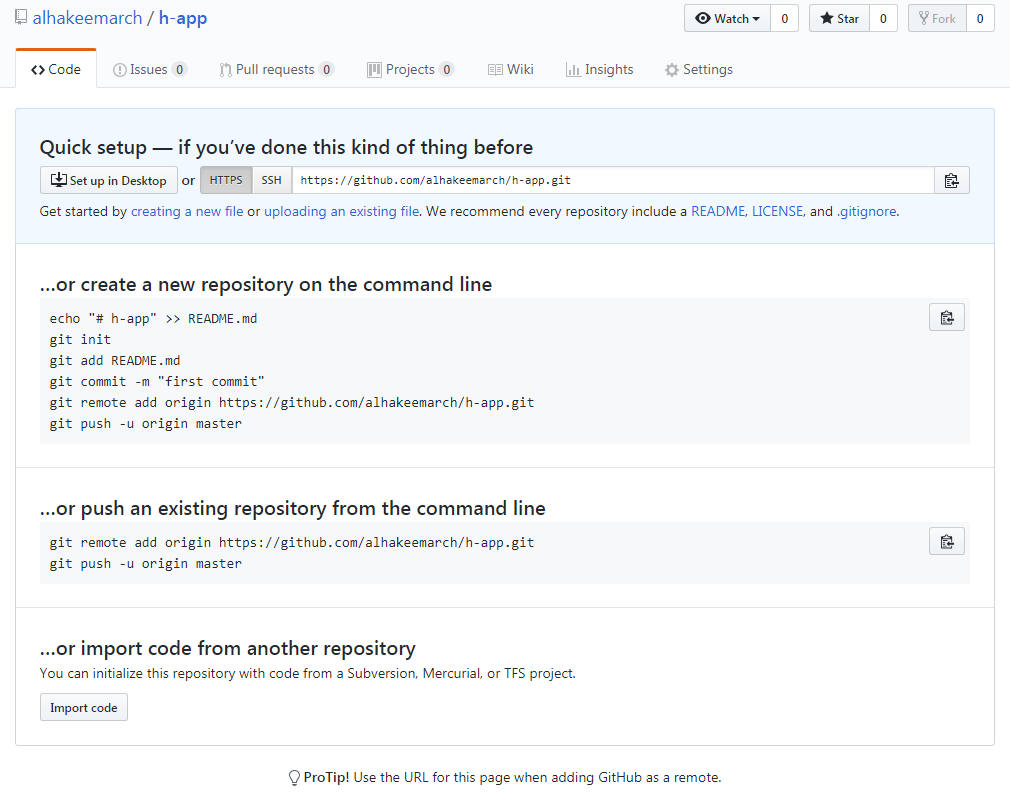 alhakeemarch / h-app
Watch 0 Star 0 Fork 0
Code Issues 0 Pull requests 0 Projects 0 Wiki Insights Settings
Quick setup — if you’ve done this kind of thing before
Set up in Desktop or HTTPS SSH https://github.com/alhakeemarch/h-app.git
Get started by creating a new file or uploading an existing file. We recommend every repository include a README, LICENSE, and .gitignore.
…or create a new repository on the command line
echo "# h-app" >> README.md
git init
git add README.md
git commit -m "first commit"
git remote add origin https://github.com/alhakeemarch/h-app.git
git push -u origin master
…or push an existing repository from the command line
git remote add origin https://github.com/alhakeemarch/h-app.git
git push -u origin master
…or import code from another repository
You can initialize this repository with code from a Subversion, Mercurial, or TFS project.
Import code
ProTip! Use the URL for this page when adding GitHub as a remote.